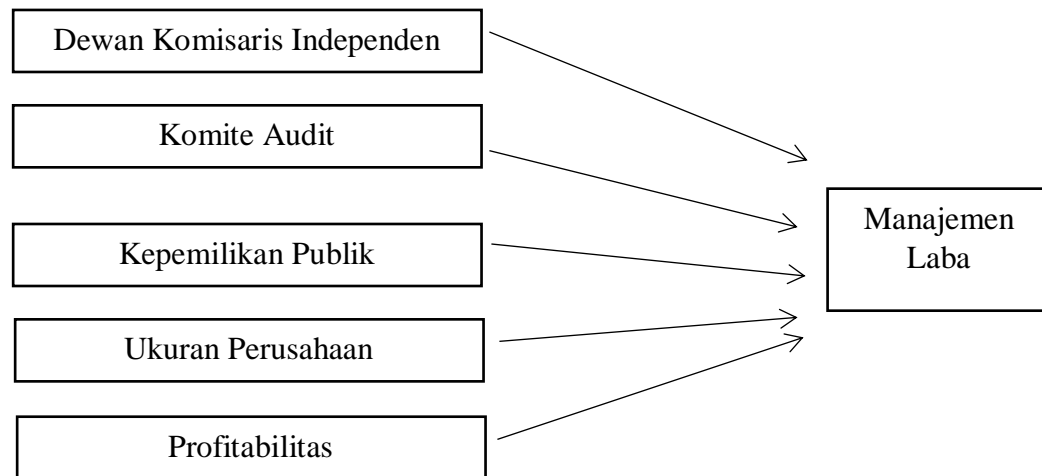 Dewan Komisaris Independen
Komite Audit
Kepemilikan Publik
Ukuran Perusahaan
Profitabilitas
Manajemen
Laba